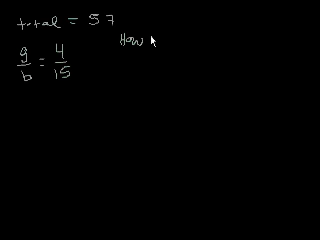 total = 57
How
g/b = 4/15